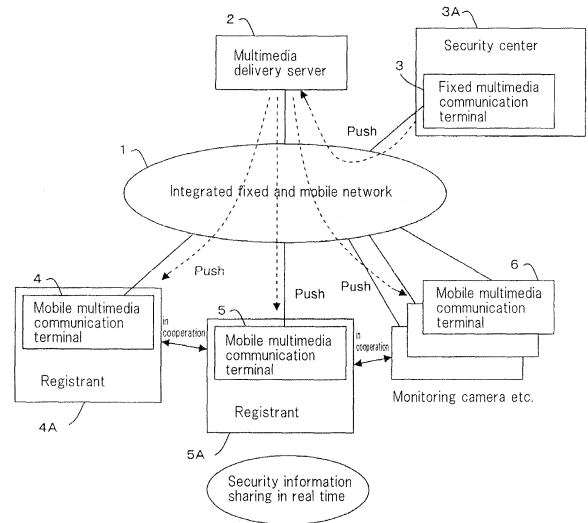 2
Multimedia
delivery server
3A
Security center
3
Fixed multimedia
communication
terminal
Push
1
Integrated fixed and mobile network
4
Mobile multimedia
communication
terminal
Registrant
4A
Push
in
cooperation
5
Mobile multimedia
communication
terminal
Registrant
5A
Push
Push
in
cooperation
6
Mobile multimedia
communication
terminal
Monitoring camera etc.
Security information
sharing in real time